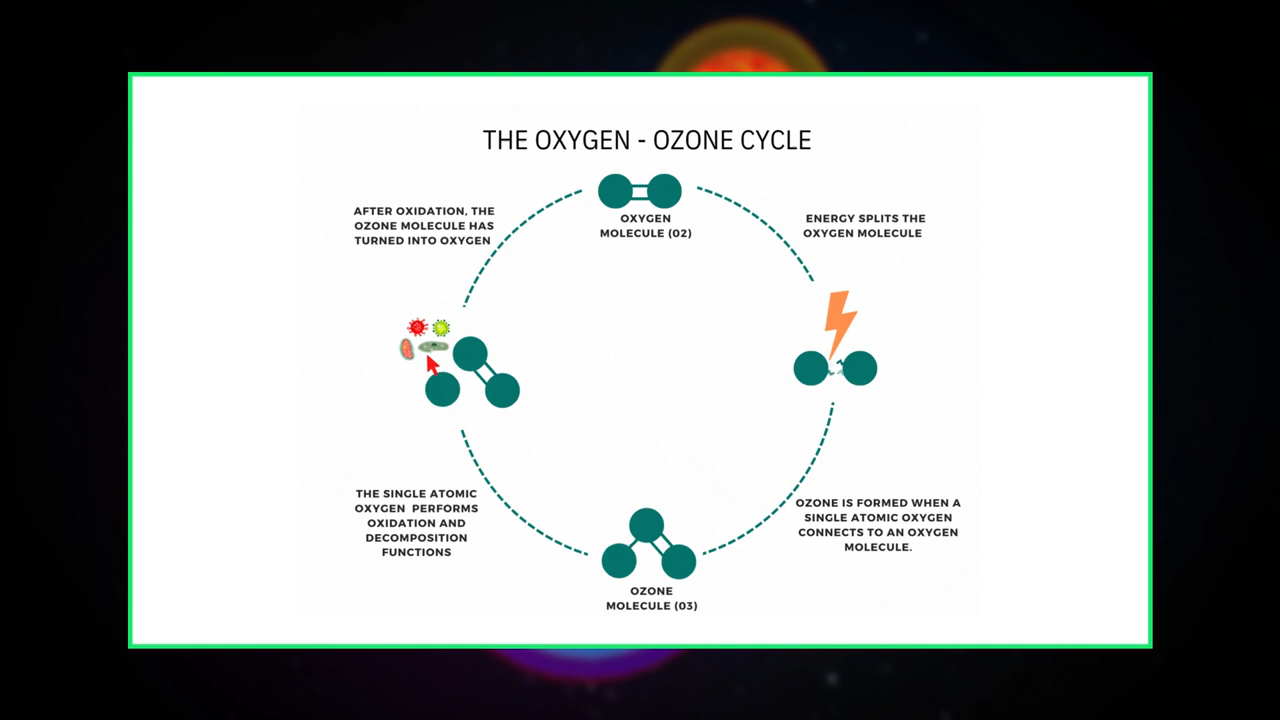 THE OXYGEN - OZONE CYCLE
OXYGEN
MOLECULE (02)
ENERGY SPLITS THE
OXYGEN MOLECULE
OZONE IS FORMED WHEN A
SINGLE ATOMIC OXYGEN
CONNECTS TO AN OXYGEN
MOLECULE.
OZONE
MOLECULE (03)
THE SINGLE ATOMIC
OXYGEN PERFORMS
OXIDATION AND
DECOMPOSITION
FUNCTIONS
AFTER OXIDATION, THE
OZONE MOLECULE HAS
TURNED INTO OXYGEN